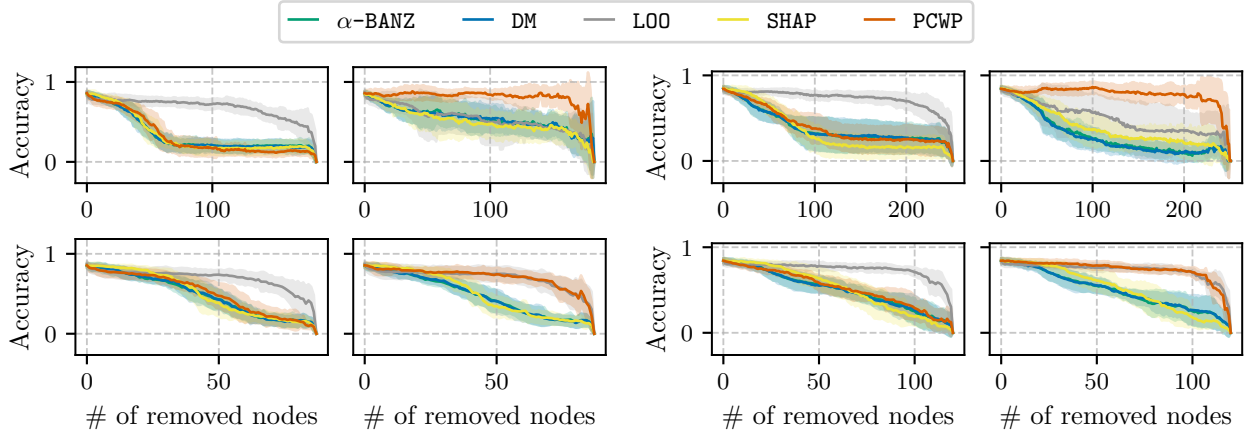 α-BANZ DM LOO SHAP PCWP
Accuracy
1
0
0 100
0 100
Accuracy
1
0
0 100 200
0 100 200
Accuracy
1
0
0 50
0 50
# of removed nodes
# of removed nodes
Accuracy
1
0
0 50 100
0 50 100
# of removed nodes
# of removed nodes